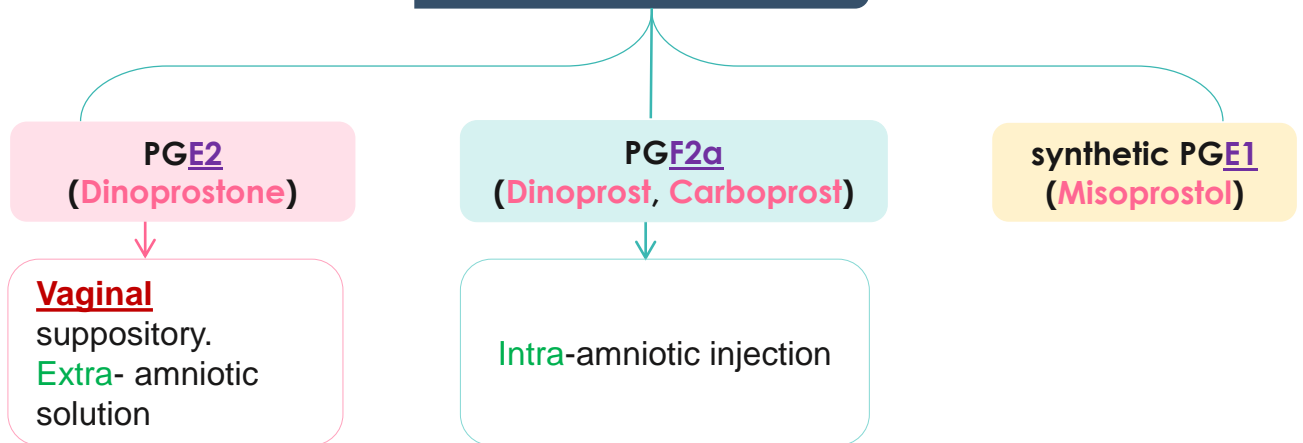 PGE2
(Dinoprostone)
PGF2a
(Dinoprost, Carboprost)
synthetic PGE1
(Misoprostol)
Vaginal
suppository.
Extra- amniotic
solution
Intra-amniotic injection